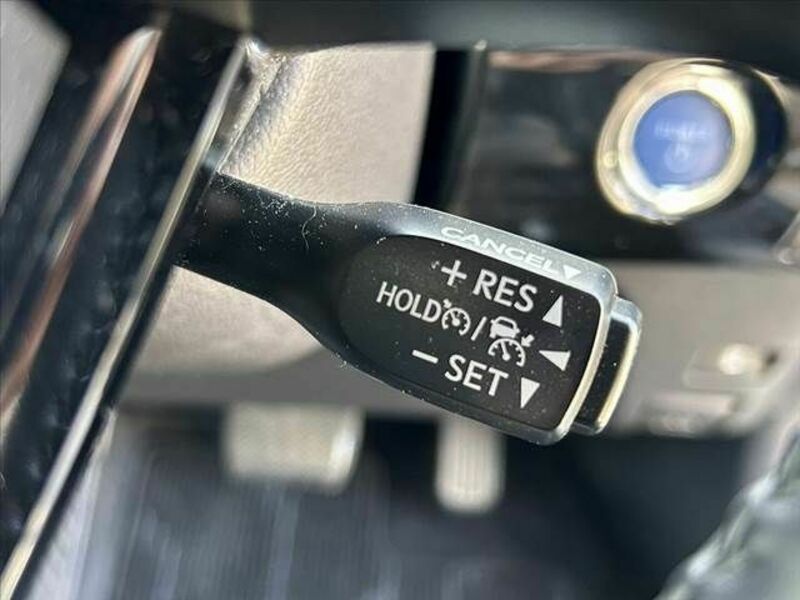 CANCEL▼
+ RES ▲
HOLD / ◀
− SET ▼